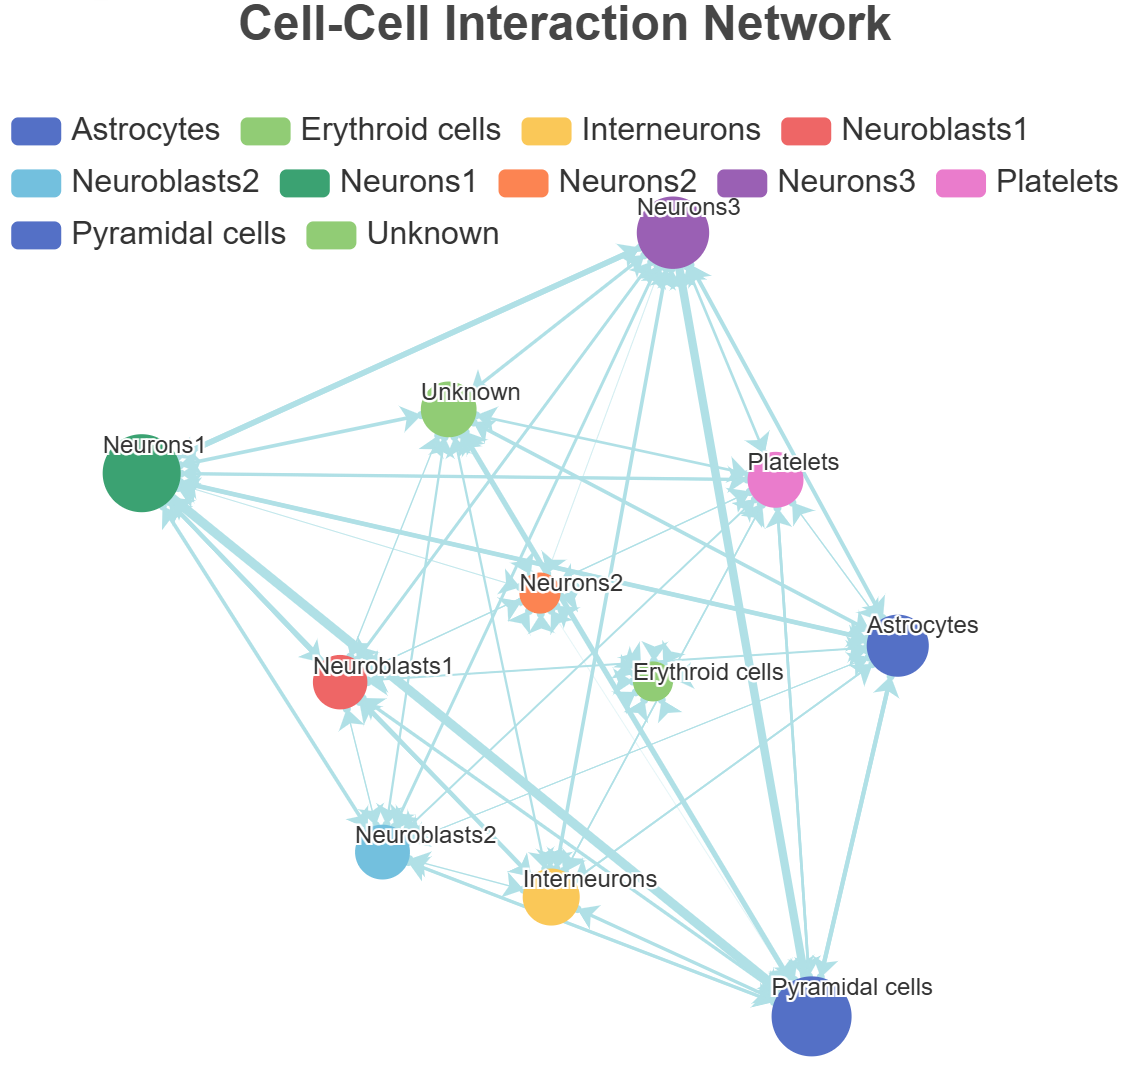 Cell-Cell Interaction Network
Astrocytes Erythroid cells Interneurons Neuroblasts1
Neuroblasts2 Neurons1 Neurons2 Neurons3 Platelets
Neurons3
Pyramidal cells Unknown
Unknown
Neurons1
Platelets
Neurons2
Astrocytes
Neuroblasts1
Erythroid cells
Neuroblasts2
Interneurons
Pyramidal cells